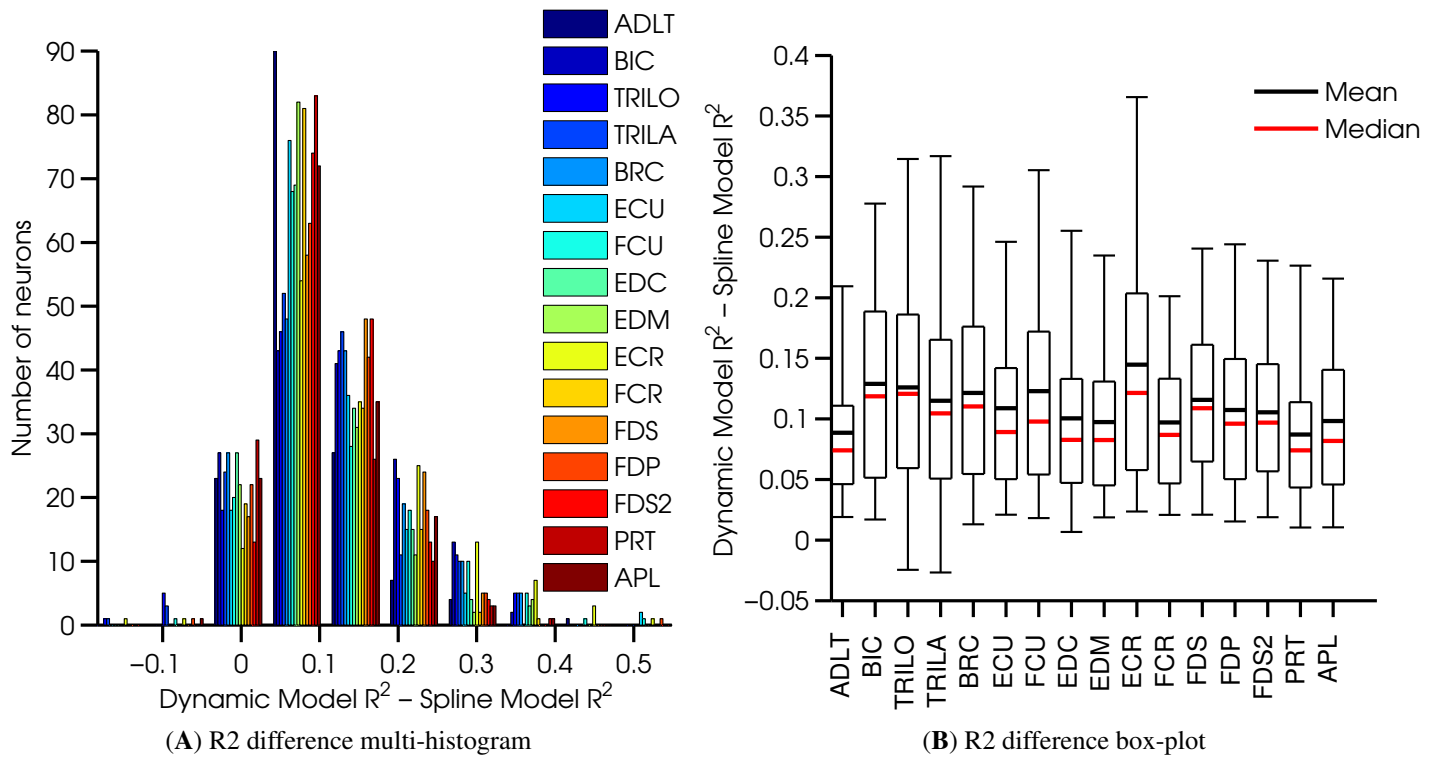 ADLT
BIC
TRILO
TRILA
BRC
ECU
FCU
EDC
EDM
ECR
FCR
FDS
FDP
FDS2
PRT
APL
90
80
70
60
50
40
30
20
10
0
Number of neurons
−0.1 0 0.1 0.2 0.3 0.4 0.5
Dynamic Model R² − Spline Model R²
(A) R2 difference multi-histogram
0.4
0.35
0.3
0.25
0.2
0.15
0.1
0.05
0
−0.05
Dynamic Model R² − Spline Model R²
Mean
Median
ADLT BIC TRILO TRILA BRC ECU FCU EDC EDM ECR FCR FDS FDP FDS2 PRT APL
(B) R2 difference box-plot